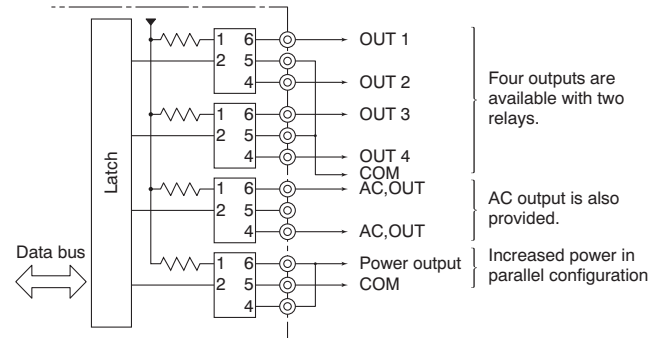 1 6 OUT 1
2 5
4 OUT 2
Four outputs are
available with two
relays.
1 6 OUT 3
2 5
4 OUT 4
COM
Latch
1 6 AC,OUT
2 5
4 AC,OUT
AC output is also
provided.
Data bus
1 6 Power output
2 5 COM
4
Increased power in
parallel configuration